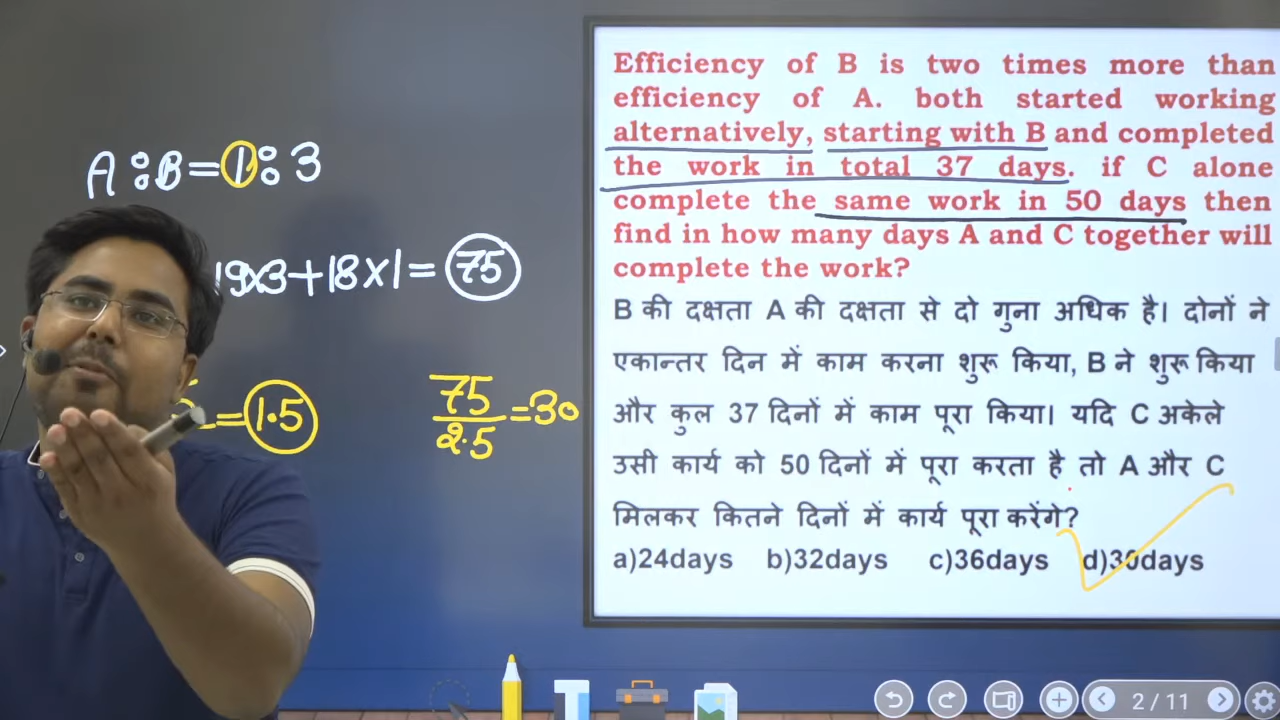 A:B=1:3
19x3+18x1=75
=1.5
75
2.5
=30
Efficiency of B is two times more than
efficiency of A. both started working
alternatively, starting with B and completed
the work in total 37 days. if C alone
complete the same work in 50 days then
find in how many days A and C together will
complete the work?
B की दक्षता A की दक्षता से दो गुना अधिक है। दोनों ने
एकान्तर दिन में काम करना शुरू किया, B ने शुरू किया
और कुल 37 दिनों में काम पूरा किया। यदि C अकेले
उसी कार्य को 50 दिनों में पूरा करता है तो A और C
मिलकर कितने दिनों में कार्य पूरा करेंगे?
a)24days b)32days c)36days d)30days
2 / 11